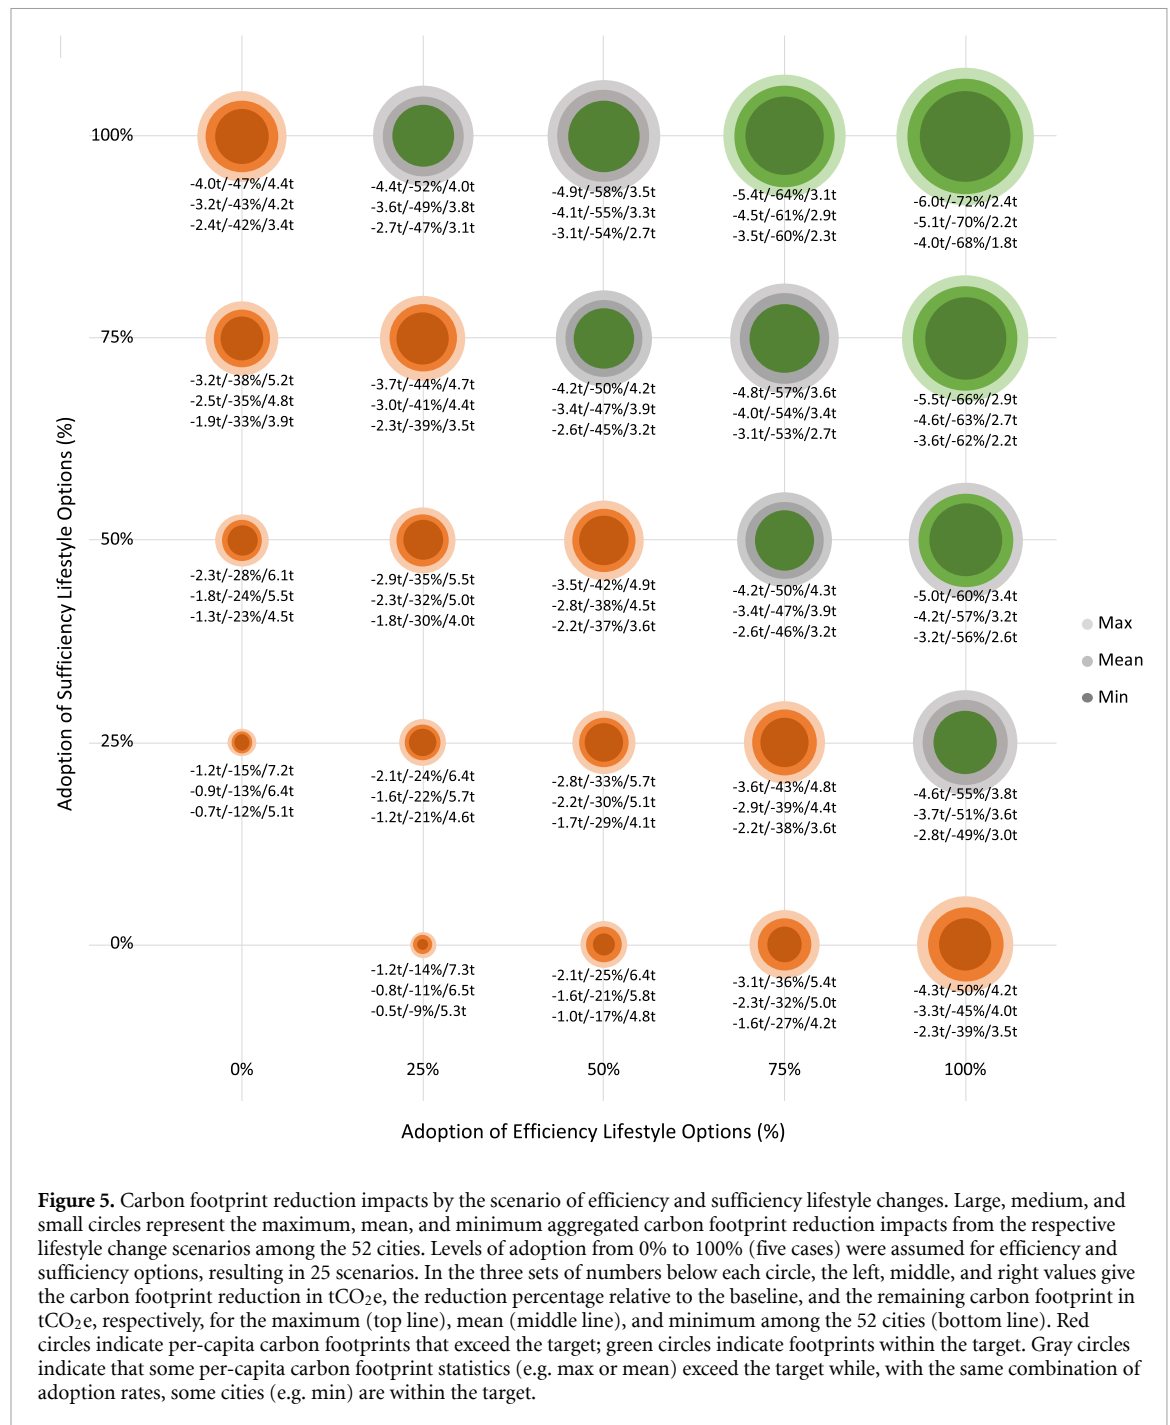 100%
-4.0t/-47%/4.4t
-3.2t/-43%/4.2t
-2.4t/-42%/3.4t
-4.4t/-52%/4.0t
-3.6t/-49%/3.8t
-2.7t/-47%/3.1t
-4.9t/-58%/3.5t
-4.1t/-55%/3.3t
-3.1t/-54%/2.7t
-5.4t/-64%/3.1t
-4.5t/-61%/2.9t
-3.5t/-60%/2.3t
-6.0t/-72%/2.4t
-5.1t/-70%/2.2t
-4.0t/-68%/1.8t
75%
-3.2t/-38%/5.2t
-2.5t/-35%/4.8t
-1.9t/-33%/3.9t
-3.7t/-44%/4.7t
-3.0t/-41%/4.4t
-2.3t/-39%/3.5t
-4.2t/-50%/4.2t
-3.4t/-47%/3.9t
-2.6t/-45%/3.2t
-4.8t/-57%/3.6t
-4.0t/-54%/3.4t
-3.1t/-53%/2.7t
-5.5t/-66%/2.9t
-4.6t/-63%/2.7t
-3.6t/-62%/2.2t
Adoption of Sufficiency Lifestyle Options (%)
50%
-2.3t/-28%/6.1t
-1.8t/-24%/5.5t
-1.3t/-23%/4.5t
-2.9t/-35%/5.5t
-2.3t/-32%/5.0t
-1.8t/-30%/4.0t
-3.5t/-42%/4.9t
-2.8t/-38%/4.5t
-2.2t/-37%/3.6t
-4.2t/-50%/4.3t
-3.4t/-47%/3.9t
-2.6t/-46%/3.2t
-5.0t/-60%/3.4t
-4.2t/-57%/3.2t
-3.2t/-56%/2.6t
Max
Mean
Min
25%
-1.2t/-15%/7.2t
-0.9t/-13%/6.4t
-0.7t/-12%/5.1t
-2.1t/-24%/6.4t
-1.6t/-22%/5.7t
-1.2t/-21%/4.6t
-2.8t/-33%/5.7t
-2.2t/-30%/5.1t
-1.7t/-29%/4.1t
-3.6t/-43%/4.8t
-2.9t/-39%/4.4t
-2.2t/-38%/3.6t
-4.6t/-55%/3.8t
-3.7t/-51%/3.6t
-2.8t/-49%/3.0t
0%
-1.2t/-14%/7.3t
-0.8t/-11%/6.5t
-0.5t/-9%/5.3t
-2.1t/-25%/6.4t
-1.6t/-21%/5.8t
-1.0t/-17%/4.8t
-3.1t/-36%/5.4t
-2.3t/-32%/5.0t
-1.6t/-27%/4.2t
-4.3t/-50%/4.2t
-3.3t/-45%/4.0t
-2.3t/-39%/3.5t
0% 25% 50% 75% 100%
Adoption of Efficiency Lifestyle Options (%)
Figure 5. Carbon footprint reduction impacts by the scenario of efficiency and sufficiency lifestyle changes. Large, medium, and
small circles represent the maximum, mean, and minimum aggregated carbon footprint reduction impacts from the respective
lifestyle change scenarios among the 52 cities. Levels of adoption from 0% to 100% (five cases) were assumed for efficiency and
sufficiency options, resulting in 25 scenarios. In the three sets of numbers below each circle, the left, middle, and right values give
the carbon footprint reduction in tCO2e, the reduction percentage relative to the baseline, and the remaining carbon footprint in
tCO2e, respectively, for the maximum (top line), mean (middle line), and minimum among the 52 cities (bottom line). Red
circles indicate per-capita carbon footprints that exceed the target; green circles indicate footprints within the target. Gray circles
indicate that some per-capita carbon footprint statistics (e.g. max or mean) exceed the target while, with the same combination of
adoption rates, some cities (e.g. min) are within the target.